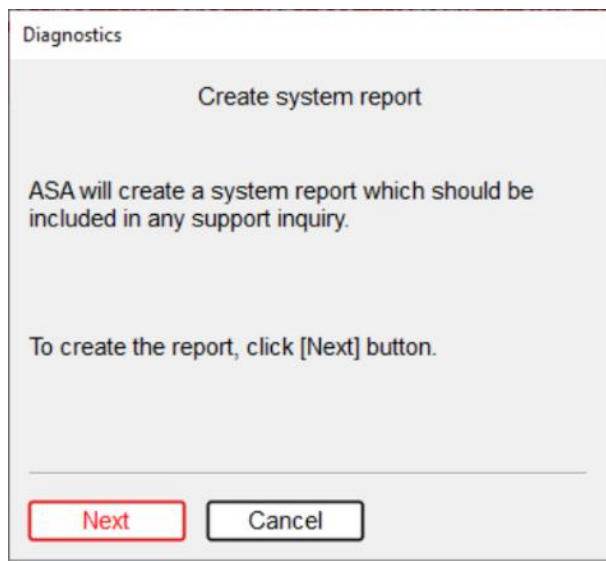 Diagnostics
Create system report
ASA will create a system report which should be
included in any support inquiry.
To create the report, click [Next] button.
Next
Cancel